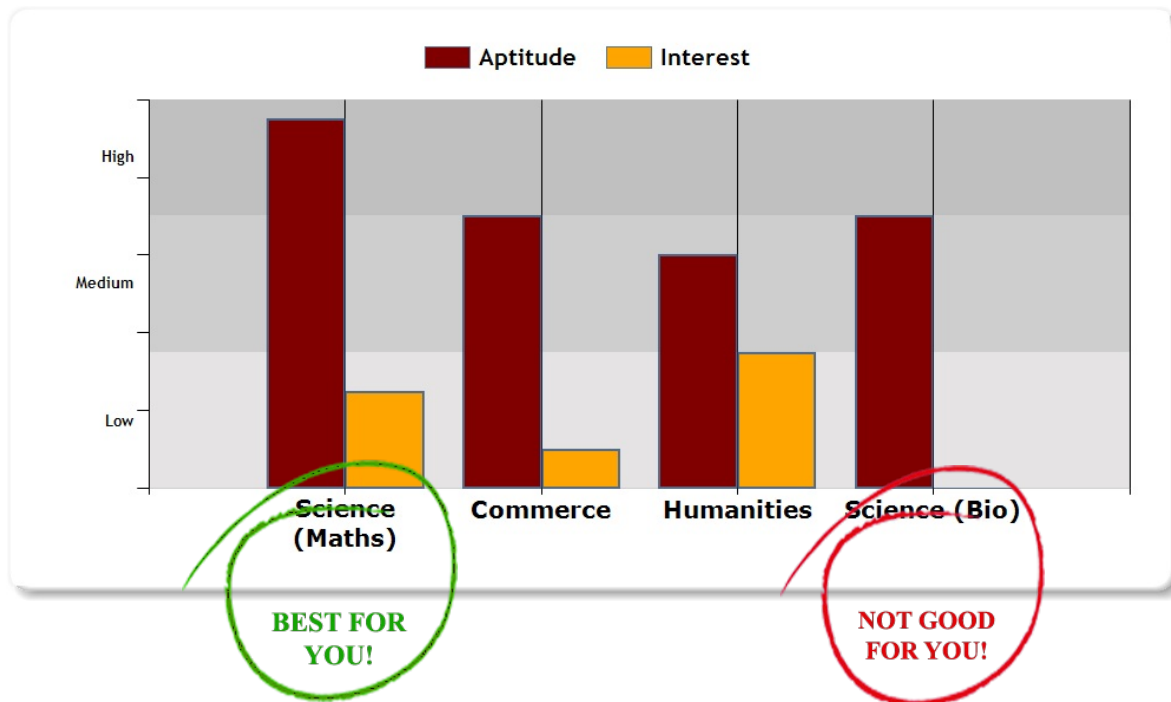 Aptitude Interest
High
Medium
Low
Science
(Maths)
Commerce
Humanities
Science (Bio)
BEST FOR
YOU!
NOT GOOD
FOR YOU!